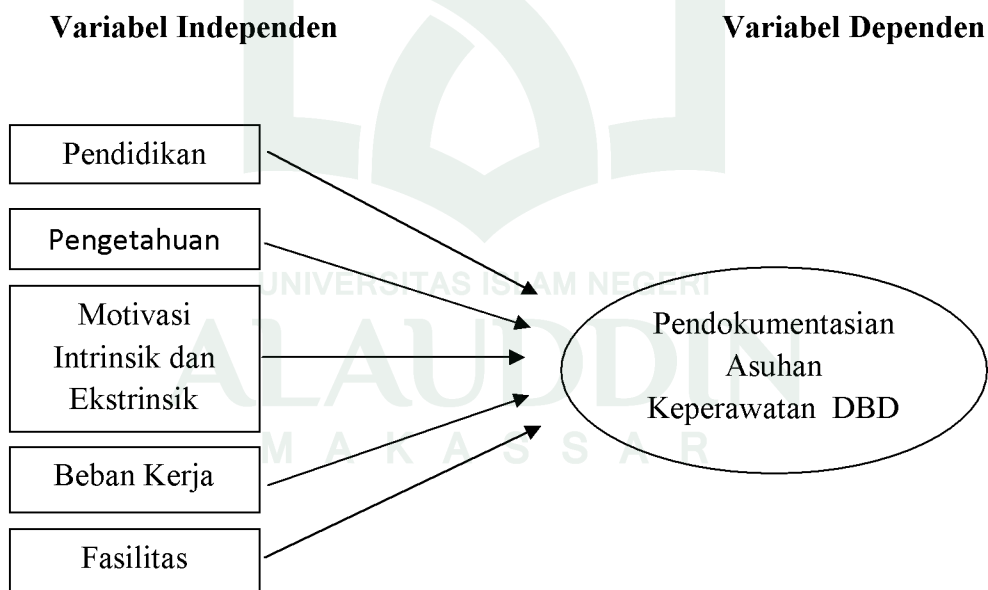 Variabel Independen
Variabel Dependen
Pendidikan
Pengetahuan
Motivasi
Intrinsik dan
Ekstrinsik
Beban Kerja
Fasilitas
Pendokumentasian
Asuhan
Keperawatan DBD
UNIVERSITAS ISLAM NEGERI
ALAUDDIN
MAKASSAR